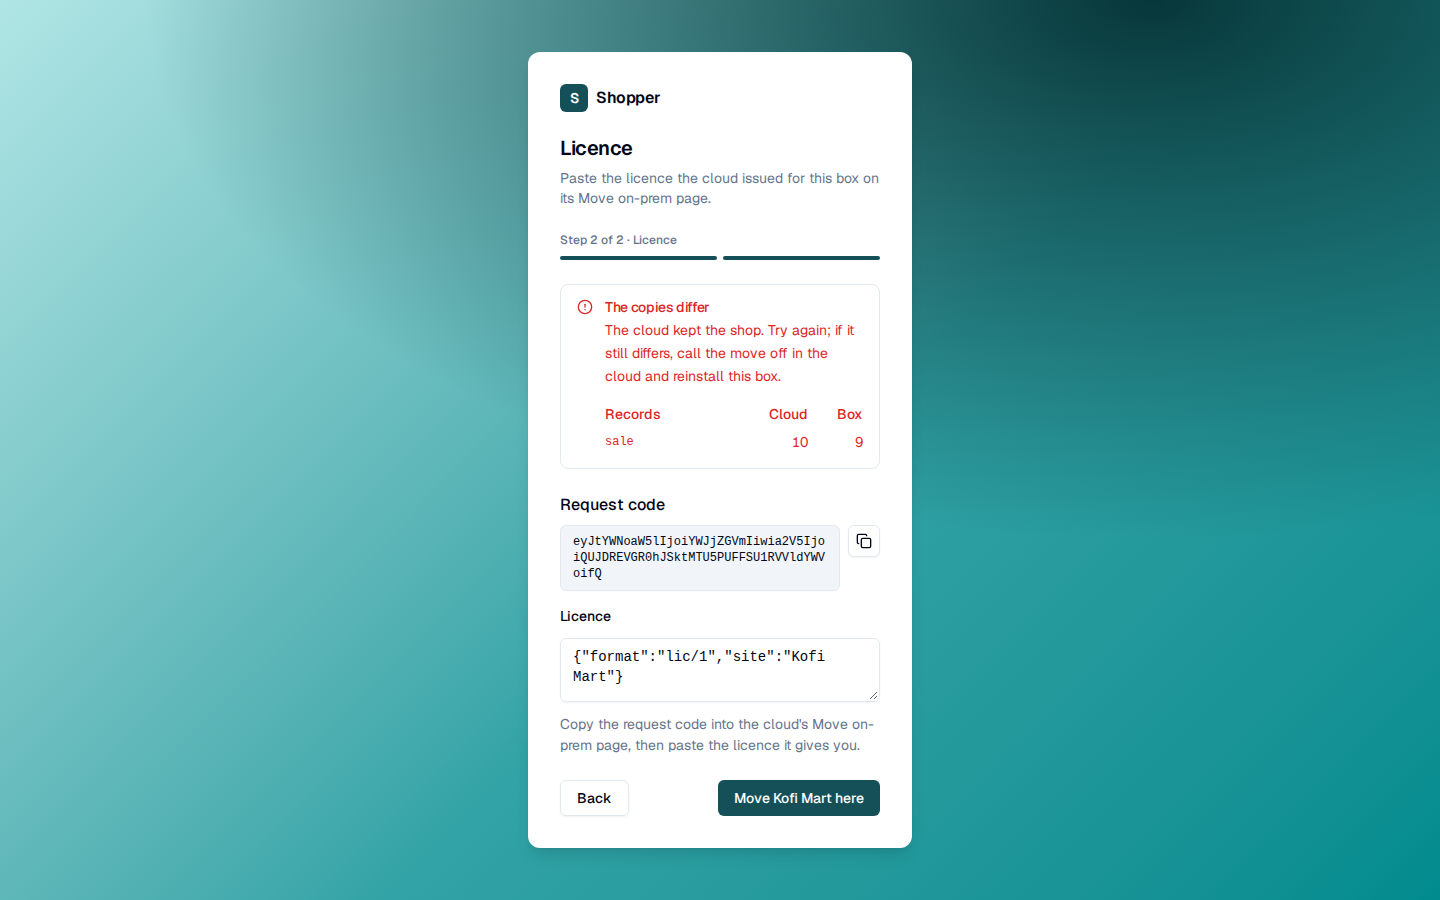 S Shopper
Licence
Paste the licence the cloud issued for this box on
its Move on-prem page.
Step 2 of 2 · Licence
The copies differ
The cloud kept the shop. Try again; if it
still differs, call the move off in the
cloud and reinstall this box.
Records Cloud Box
sale 10 9
Request code
eyJtYWNoaW5lIjoiYWJjZGVmIiwia2V5Ijo
iQUJDREVGR0hJSktMTU5PUFFSU1RVVldYWV
oifQ
Licence
{"format":"lic/1","site":"Kofi
Mart"}
Copy the request code into the cloud's Move on-
prem page, then paste the licence it gives you.
Back Move Kofi Mart here